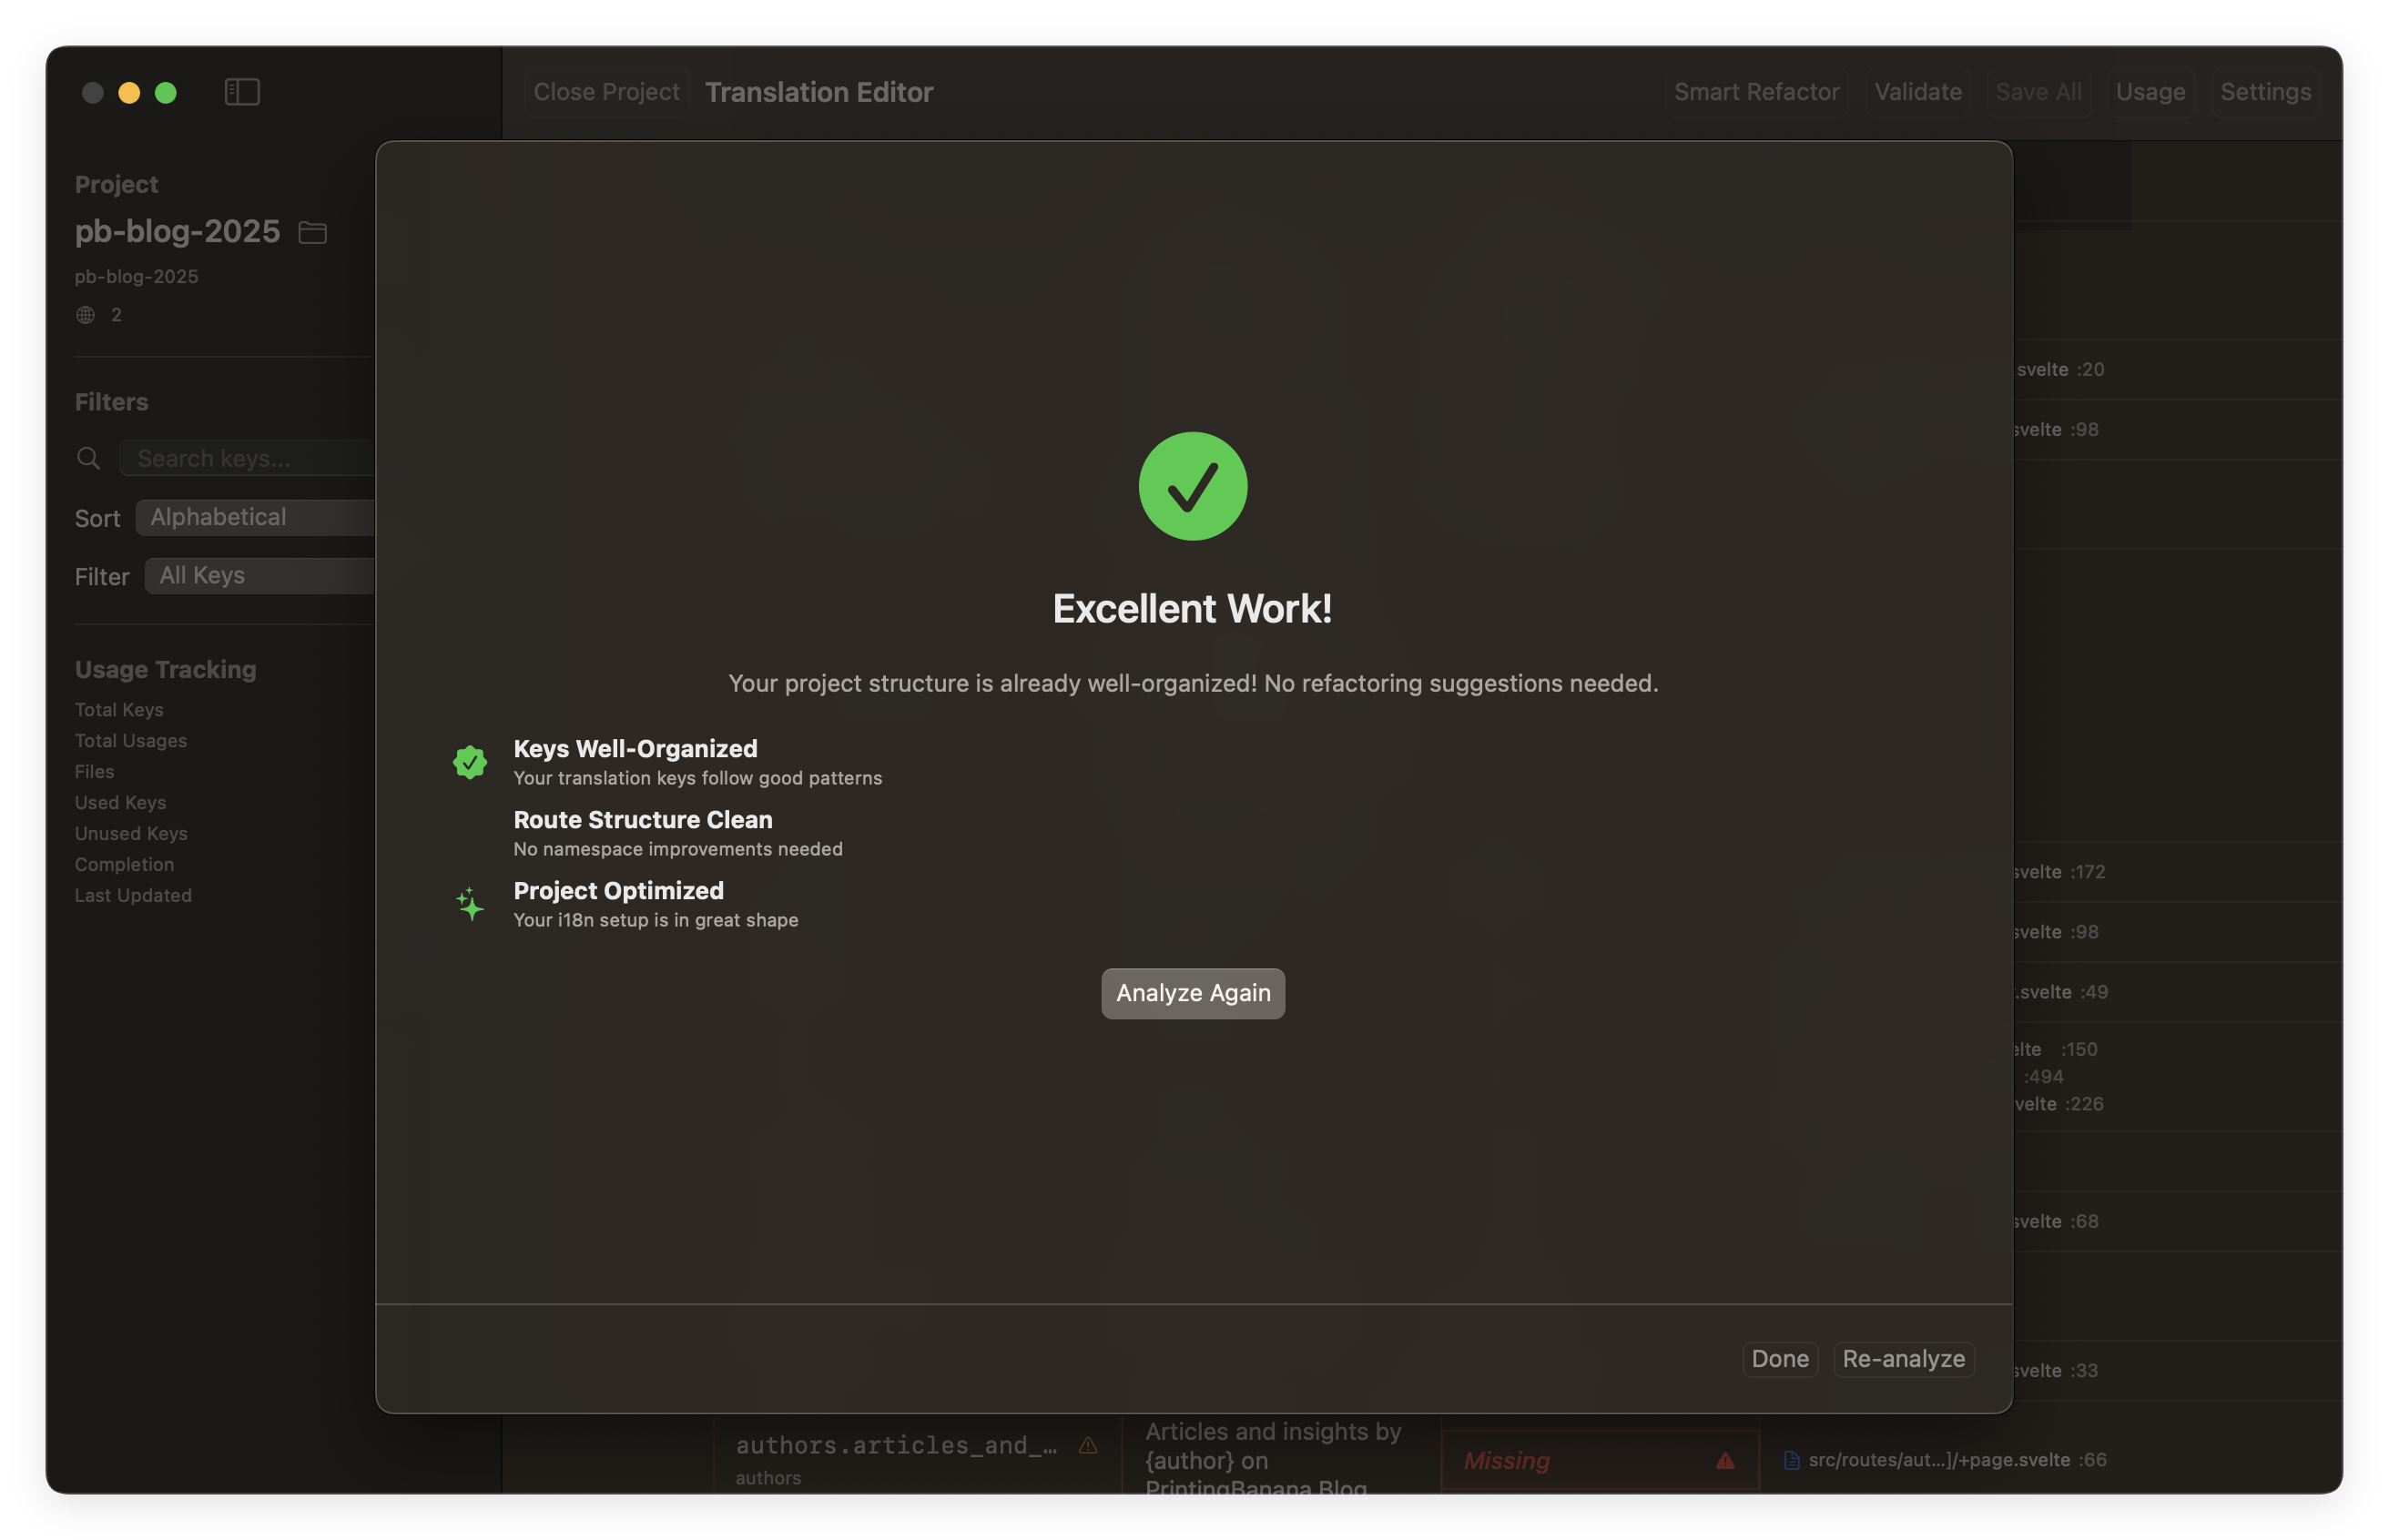 Close Project
Translation Editor
Smart Refactor
Validate
Save All
Usage
Settings
Project
pb-blog-2025
pb-blog-2025
2
Filters
Search keys...
Sort
Alphabetical
Filter
All Keys
Usage Tracking
Total Keys
Total Usages
Files
Used Keys
Unused Keys
Completion
Last Updated
Excellent Work!
Your project structure is already well-organized! No refactoring suggestions needed.
Keys Well-Organized
Your translation keys follow good patterns
Route Structure Clean
No namespace improvements needed
Project Optimized
Your i18n setup is in great shape
Analyze Again
Done
Re-analyze
svelte :20
svelte :98
svelte :172
svelte :98
.svelte :49
elte :150
:494
velte :226
svelte :68
svelte :33
authors.articles_and_…
authors
Articles and insights by
{author} on
PrintingBanana Blog
Missing
src/routes/aut...]/+page.svelte :66